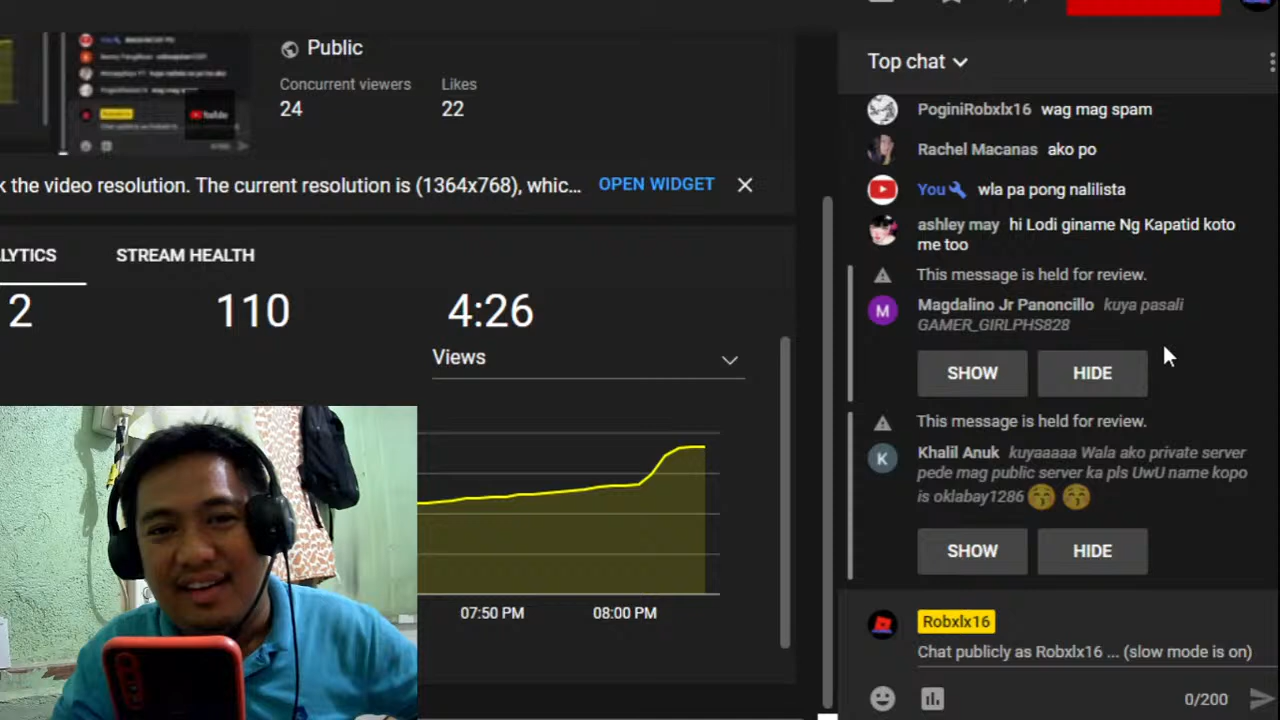 Public
Concurrent viewers
Likes
24
22
k the video resolution. The current resolution is (1364x768), whic...
OPEN WIDGET
LYTICS
STREAM HEALTH
2
110
4:26
Views
07:50 PM
08:00 PM
Top chat
PoginiRobxlx16 wag mag spam
Rachel Macanas ako po
You wla pa pong nalilista
ashley may hi Lodi giname Ng Kapatid koto
me too
This message is held for review.
M
Magdalino Jr Panoncillo kuya pasali
GAMER_GIRLPHS828
SHOW
HIDE
This message is held for review.
K
Khalil Anuk kuyaaaaa Wala ako private server
pede mag public server ka pls UwU name kopo
is oklabay1286
SHOW
HIDE
Robxlx16
Chat publicly as Robxlx16 ... (slow mode is on)
0/200